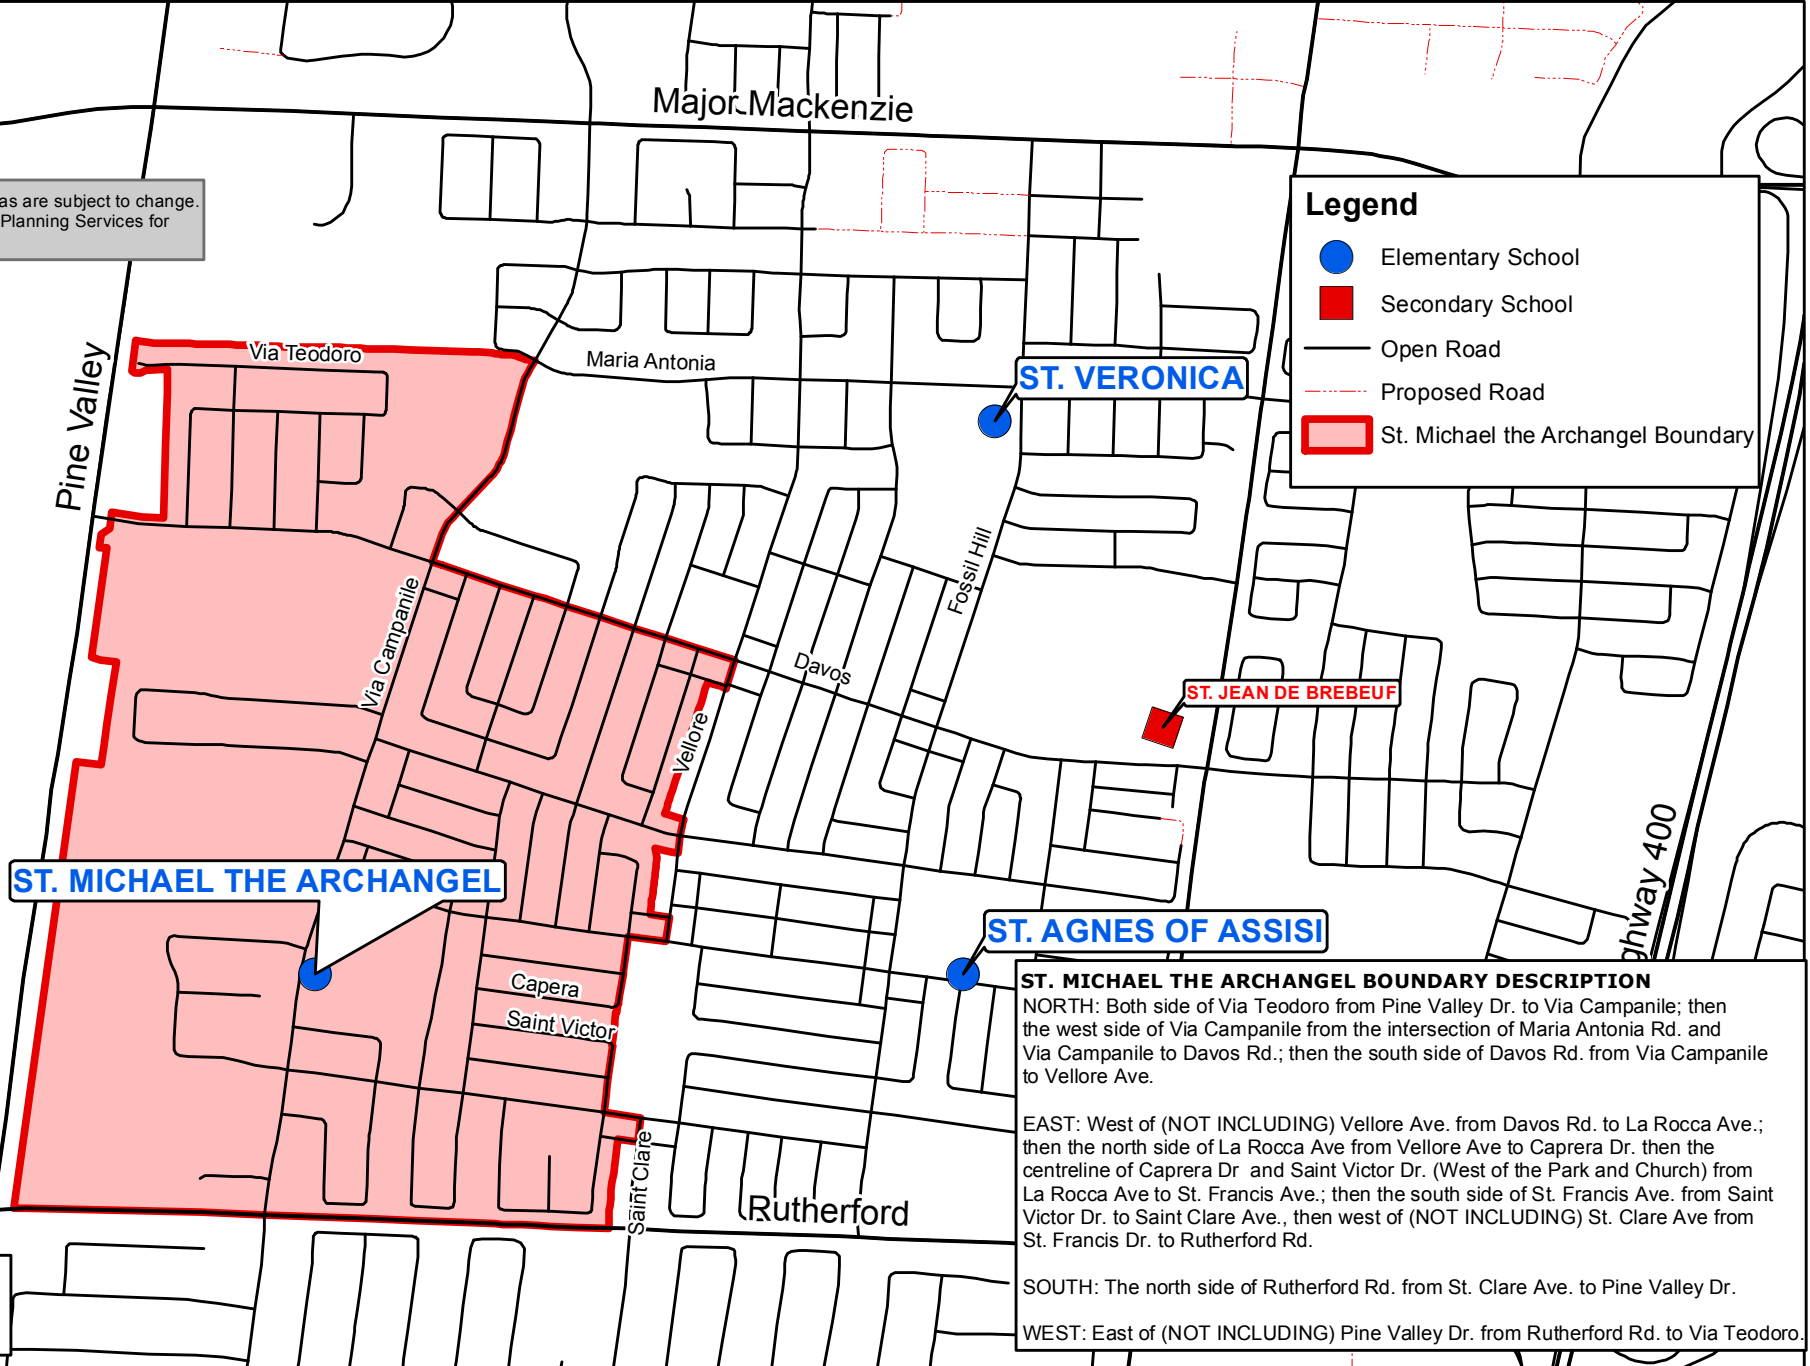 Major Mackenzie
as are subject to change.
Planning Services for
Legend
Elementary School
Secondary School
Open Road
Proposed Road
St. Michael the Archangel Boundary
Via Teodoro
Maria Antonia
ST. VERONICA
Pine Valley
Fossil Hill
Via Campanile
Davos
ST. JEAN DE BREBEUF
Vellore
ghway 400
ST. MICHAEL THE ARCHANGEL
ST. AGNES OF ASSISI
Capera
Saint Victor
Saint Clare
Rutherford
ST. MICHAEL THE ARCHANGEL BOUNDARY DESCRIPTION
NORTH: Both side of Via Teodoro from Pine Valley Dr. to Via Campanile; then
the west side of Via Campanile from the intersection of Maria Antonia Rd. and
Via Campanile to Davos Rd.; then the south side of Davos Rd. from Via Campanile
to Vellore Ave.
EAST: West of (NOT INCLUDING) Vellore Ave. from Davos Rd. to La Rocca Ave.;
then the north side of La Rocca Ave from Vellore Ave to Caprera Dr. then the
centreline of Caprera Dr and Saint Victor Dr. (West of the Park and Church) from
La Rocca Ave to St. Francis Ave.; then the south side of St. Francis Ave. from Saint
Victor Dr. to Saint Clare Ave., then west of (NOT INCLUDING) St. Clare Ave from
St. Francis Dr. to Rutherford Rd.
SOUTH: The north side of Rutherford Rd. from St. Clare Ave. to Pine Valley Dr.
WEST: East of (NOT INCLUDING) Pine Valley Dr. from Rutherford Rd. to Via Teodoro.